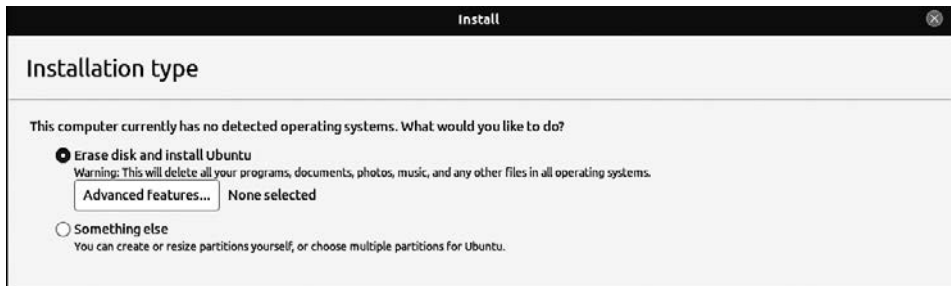 Install
Installation type
This computer currently has no detected operating systems. What would you like to do?
Erase disk and install Ubuntu
Warning: This will delete all your programs, documents, photos, music, and any other files in all operating systems.
Advanced features... None selected
Something else
You can create or resize partitions yourself, or choose multiple partitions for Ubuntu.